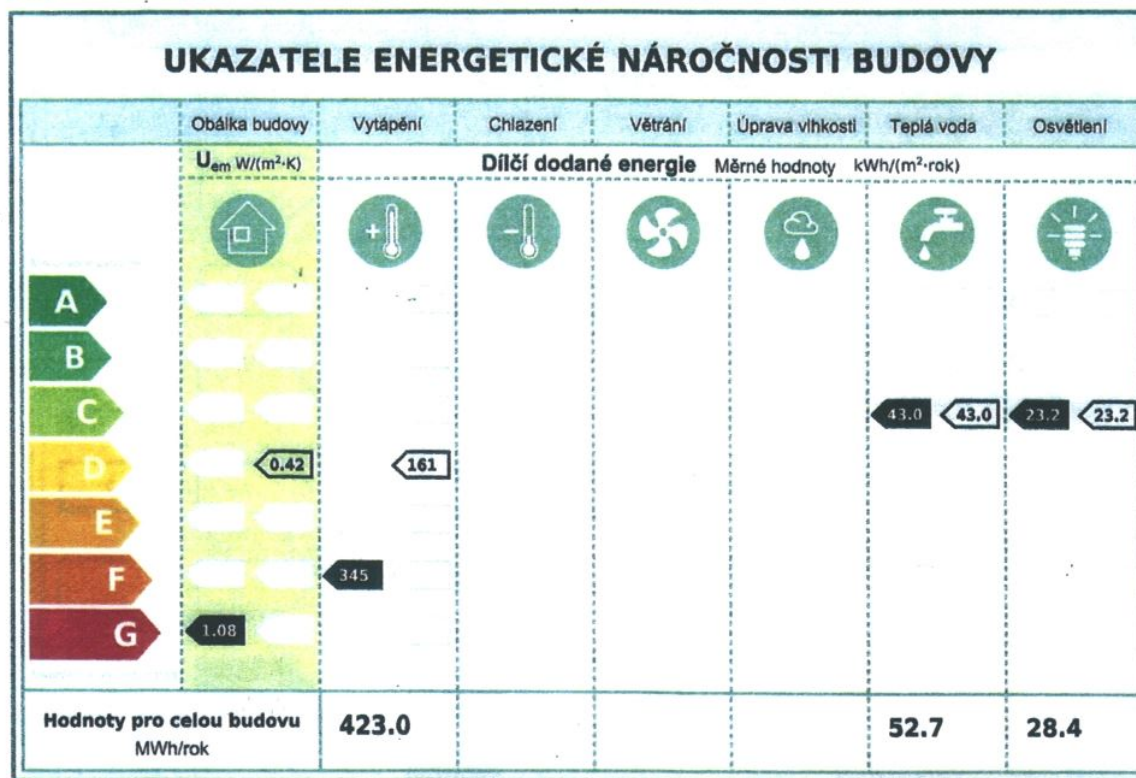 UKAZATELE ENERGETICKÉ NÁROČNOSTI BUDOVY
Obálka budovy Vytápění Chlazení Větrání Úprava vlhkosti Teplá voda Osvětlení
Uem W/(m²·K) Dílčí dodané energie Měrné hodnoty kWh/(m²·rok)
A
B
C 43.0 43.0 23.2 23.2
D 0.42 161
E
F 345
G 1.08
Hodnoty pro celou budovu 423.0 52.7 28.4
MWh/rok